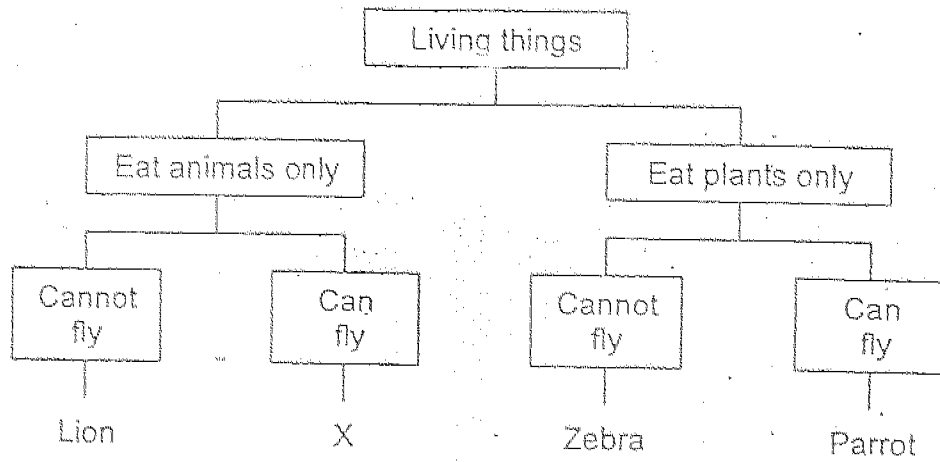 Living things
Eat animals only
Eat plants only
Cannot
fly
Can
fly
Cannot
fly
Can
fly
Lion
X
Zebra
Parrot